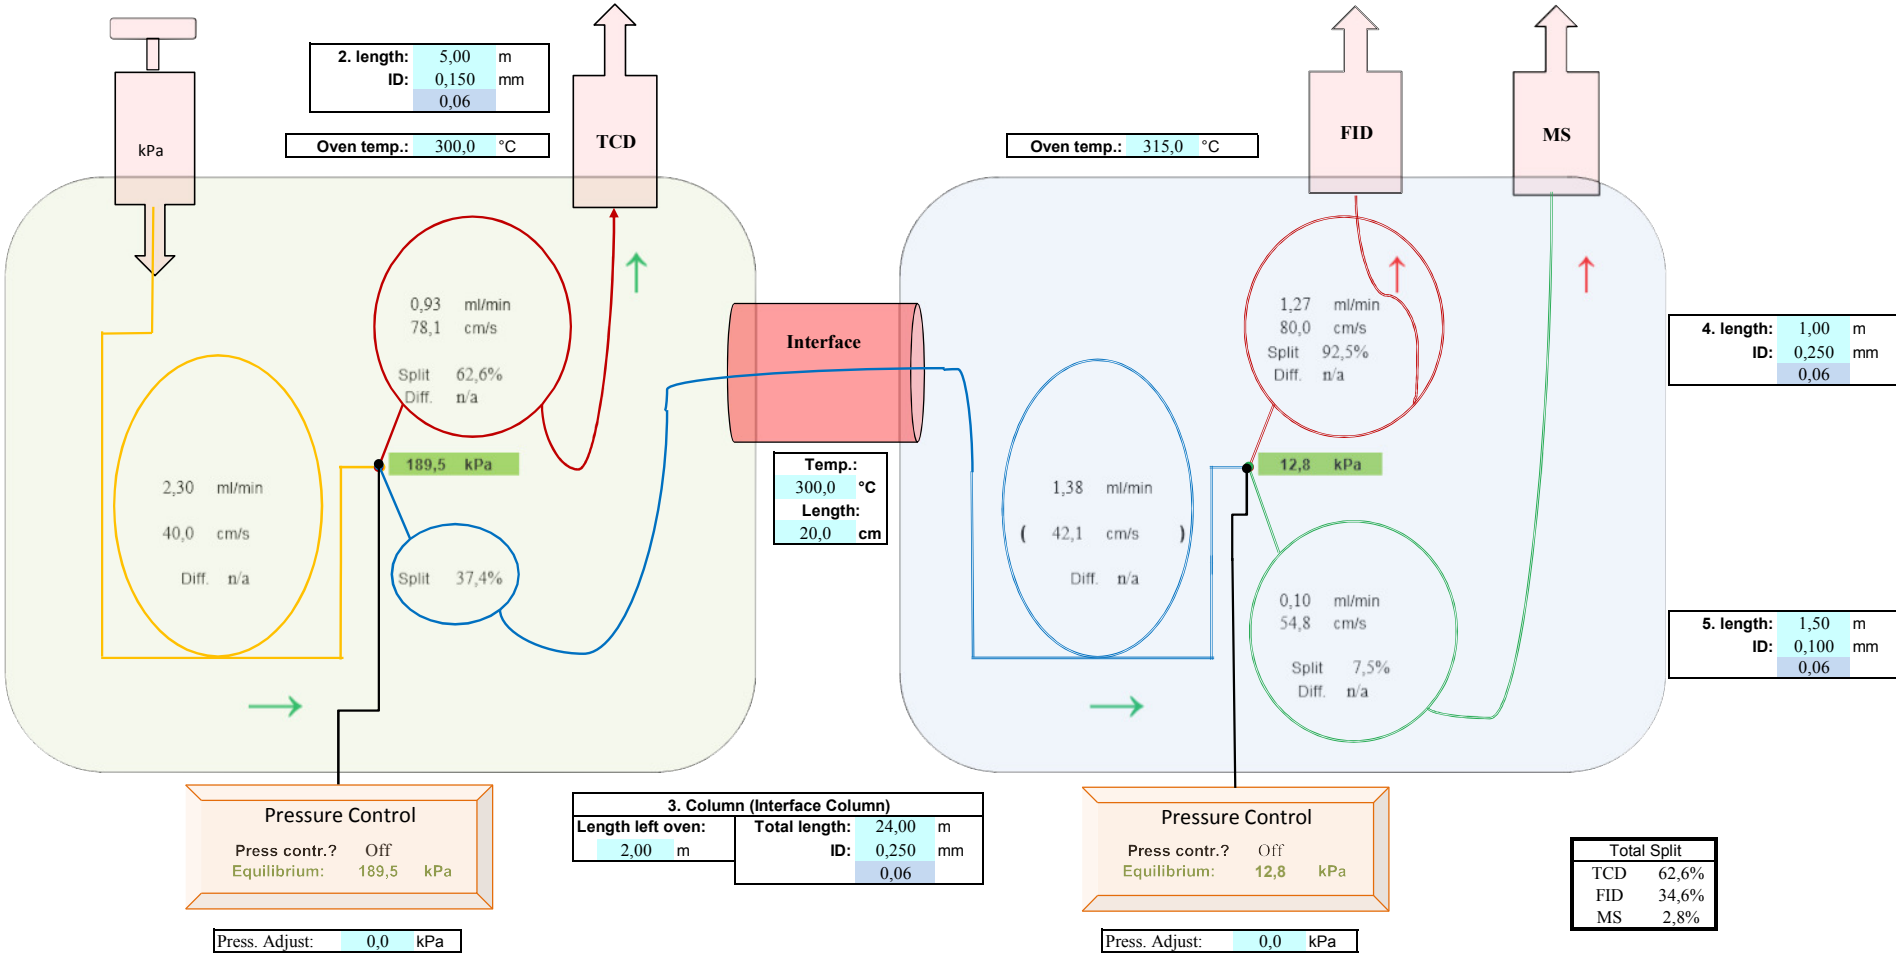 2. length: 5,00 m
ID: 0,150 mm
0,06
kPa
Oven temp.: 300,0 °C
TCD
0,93 ml/min
78,1 cm/s
Split 62,6%
Diff. n/a
189,5 kPa
2,30 ml/min
40,0 cm/s
Diff. n/a
Split 37,4%
Interface
Temp.:
300,0 °C
Length:
20,0 cm
Oven temp.: 315,0 °C
FID
MS
1,27 ml/min
80,0 cm/s
Split 92,5%
Diff. n/a
12,8 kPa
1,38 ml/min
( 42,1 cm/s )
Diff. n/a
0,10 ml/min
54,8 cm/s
Split 7,5%
Diff. n/a
4. length: 1,00 m
ID: 0,250 mm
0,06
5. length: 1,50 m
ID: 0,100 mm
0,06
Pressure Control
Press contr.? Off
Equilibrium: 189,5 kPa
Press. Adjust: 0,0 kPa
3. Column (Interface Column)
Length left oven: Total length: 24,00 m
2,00 m ID: 0,250 mm
0,06
Pressure Control
Press contr.? Off
Equilibrium: 12,8 kPa
Press. Adjust: 0,0 kPa
Total Split
TCD 62,6%
FID 34,6%
MS 2,8%